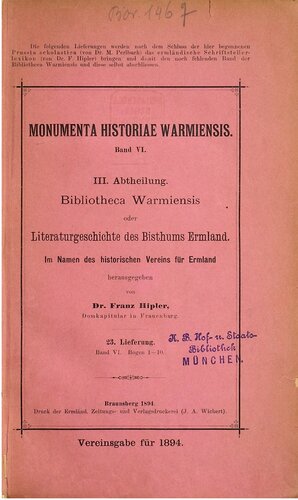 Bor. 146 7!
Die folgenden Lieferungen werden nach dem Schluss der hier begonnenen
Prussia scholastica (von Dr. M. Perlbach) das ermländische Schriftsteller-
lexikon (von Dr. F. Hipler) bringen und damit den noch fehlenden Band der
Bibliotheca Warmiensis und diese selbst abschliessen.
MONUMENTA HISTORIAE WARMIENSIS.
Band VI.
III. Abtheilung.
Bibliotheca Warmiensis
oder
Literaturgeschichte des Bisthums Ermland.
Im Namen des historischen Vereins für Ermland
herausgegeben
von
Dr. Franz Hipler,
Domkapitular in Frauenburg.
23. Lieferung.
Band VI. Bogen 1—10.
K. B. Hof- u. Staats-
Bibliothek
MÜNCHEN.
Braunsberg 1894.
Druck der Ermländ. Zeitungs- und Verlagsdruckerei (J. A. Wichert).
Vereinsgabe für 1894.